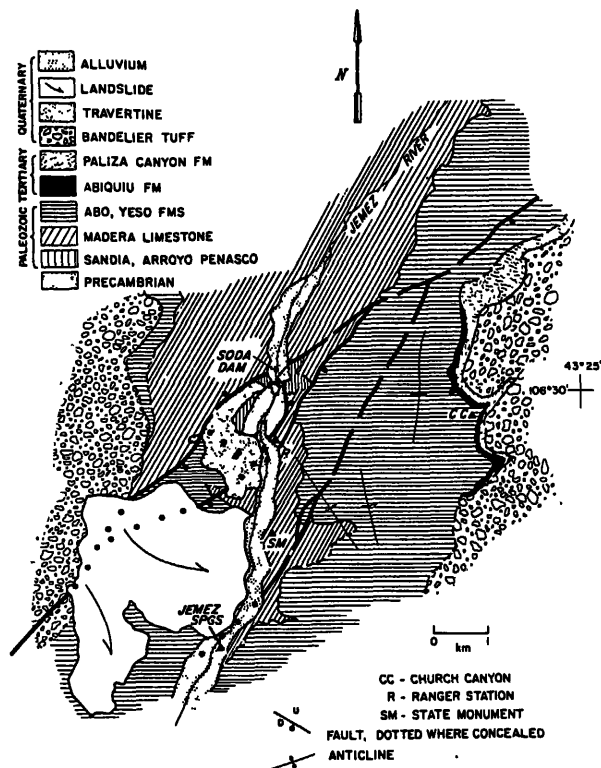 N
QUATERNARY
TERTIARY
PALEOZOIC
ALLUVIUM
LANDSLIDE
TRAVERTINE
BANDELIER TUFF
PALIZA CANYON FM
ABIQUIU FM
ABO, YESO FMS
MADERA LIMESTONE
SANDIA, ARROYO PENASCO
PRECAMBRIAN
JEMEZ RIVER
SODA
DAM
43°25'
106°30'
CC
SM
JEMEZ
SPGS
0 1
km
CC - CHURCH CANYON
R - RANGER STATION
SM - STATE MONUMENT
U
D
FAULT, DOTTED WHERE CONCEALED
ANTICLINE